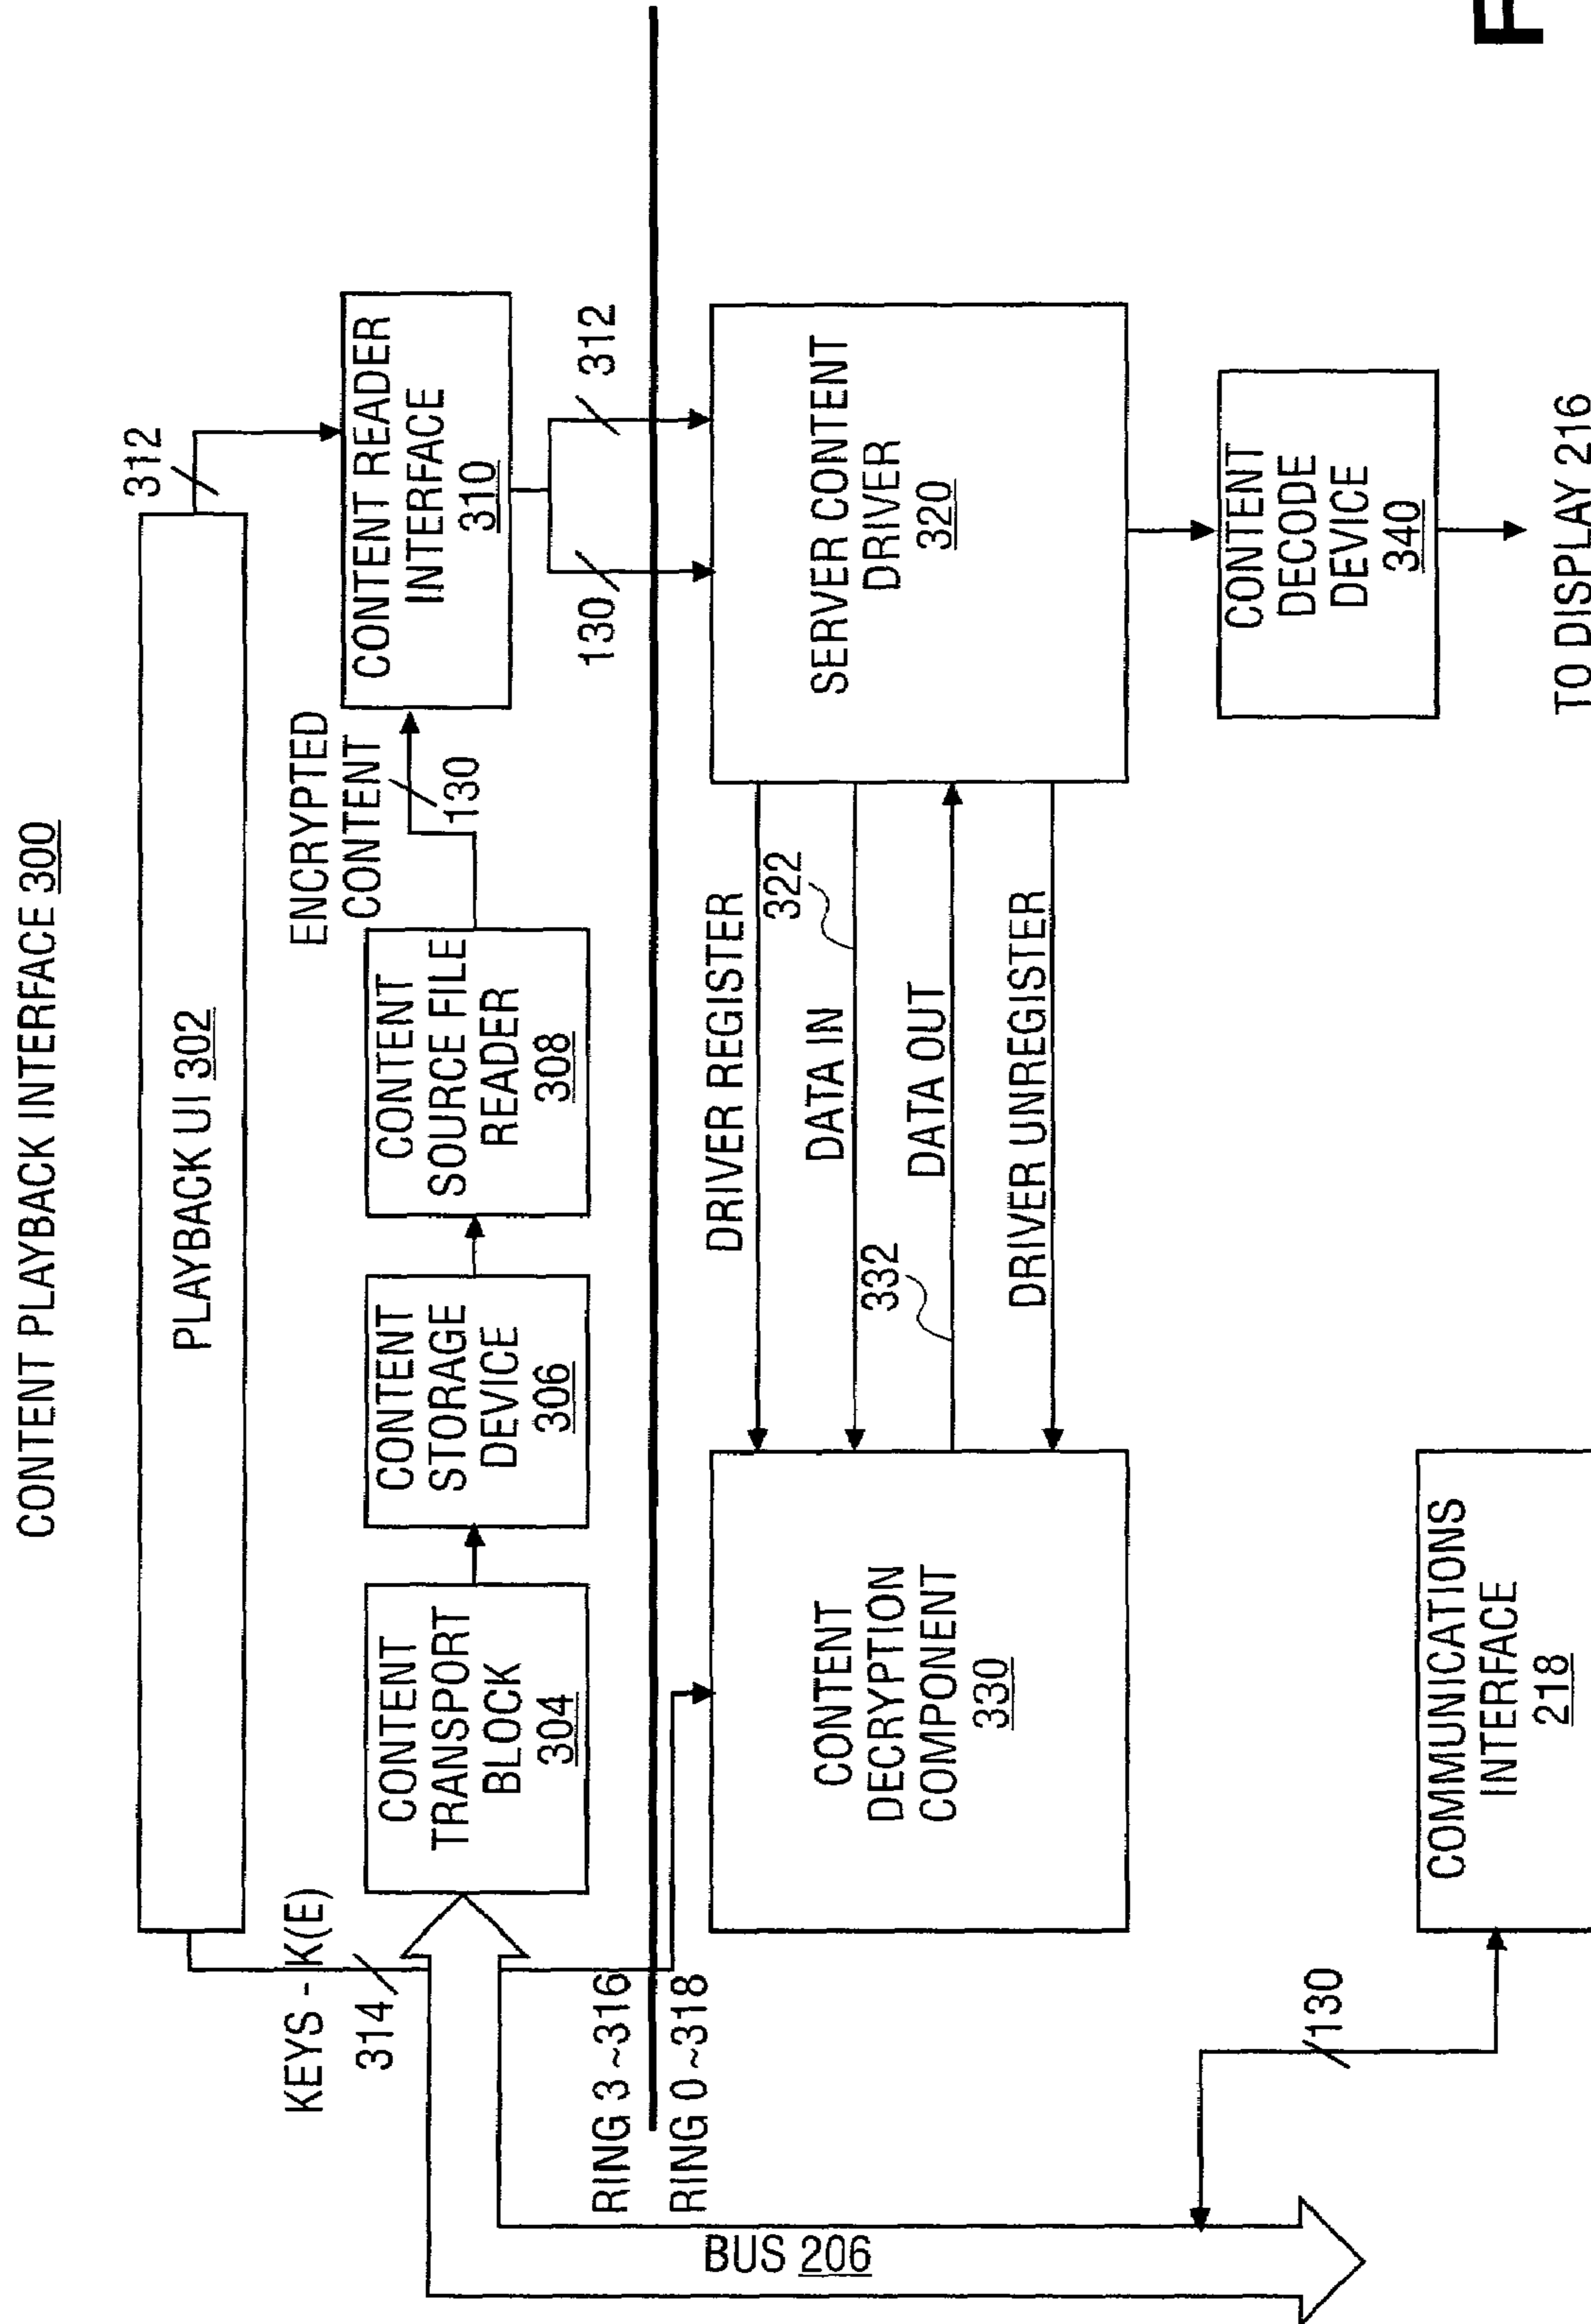 CONTENT PLAYBACK INTERFACE 300
PLAYBACK UI 302
312
KEYS - K(E)
314
ENCRYPTED
CONTENT
130
CONTENT
TRANSPORT
BLOCK
304
CONTENT
STORAGE
DEVICE
306
CONTENT
SOURCE FILE
READER
308
CONTENT READER
INTERFACE
310
130
312
RING 3 ~316
RING 0 ~318
BUS 206
CONTENT
DECRYPTION
COMPONENT
330
DRIVER REGISTER
322
DATA IN
332
DATA OUT
DRIVER UNREGISTER
SERVER CONTENT
DRIVER
320
CONTENT
DECODE
DEVICE
340
TO DISPLAY 216
130
COMMUNICATIONS
INTERFACE
218
F